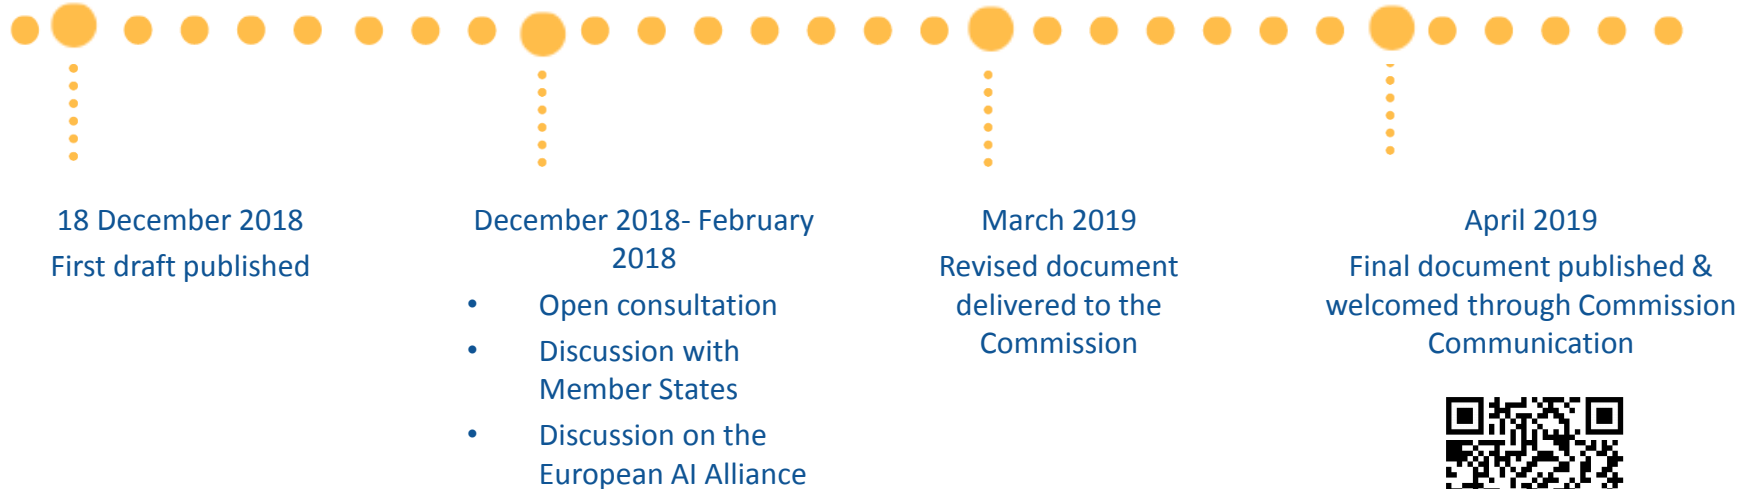 18 December 2018
First draft published
December 2018- February
2018
• Open consultation
• Discussion with
Member States
• Discussion on the
European AI Alliance
March 2019
Revised document
delivered to the
Commission
April 2019
Final document published &
welcomed through Commission
Communication